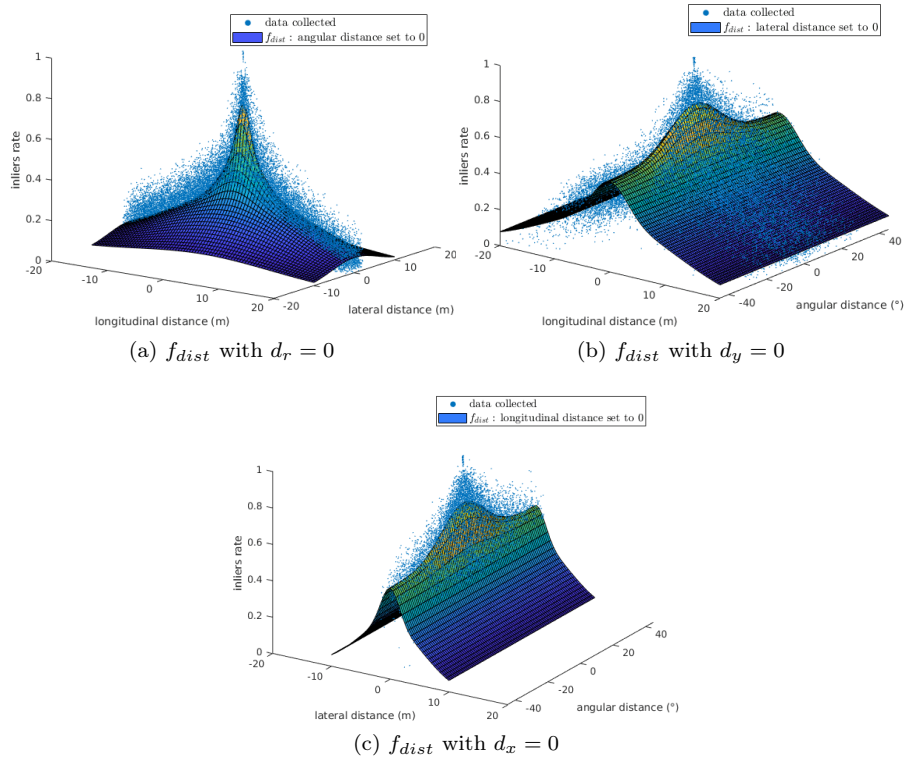 data collected
f_dist : angular distance set to 0
1
0.8
0.6
0.4
0.2
0
inliers rate
-20
-10
0
10
20
longitudinal distance (m)
-20
-10
0
10
20
lateral distance (m)
(a) f_dist with d_r = 0
data collected
f_dist : lateral distance set to 0
1
0.8
0.6
0.4
0.2
0
inliers rate
-20
-10
0
10
20
longitudinal distance (m)
-40
-20
0
20
40
angular distance (°)
(b) f_dist with d_y = 0
data collected
f_dist : longitudinal distance set to 0
1
0.8
0.6
0.4
0.2
0
inliers rate
-20
-10
0
10
20
lateral distance (m)
-40
-20
0
20
40
angular distance (°)
(c) f_dist with d_x = 0